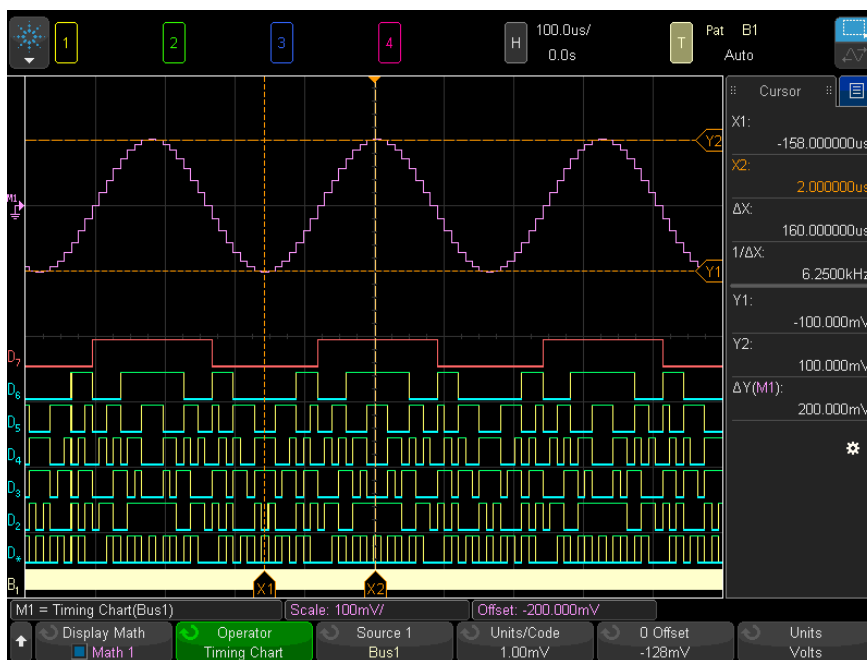 1 2 3 4 H 100.0us/ 0.0s T Pat B1 Auto
Cursor
X1:
-158.000000us
X2:
2.000000us
ΔX:
160.000000us
1/ΔX:
6.2500kHz
Y1:
-100.000mV
Y2:
100.000mV
ΔY(M1):
200.000mV
Y2
M1
Y1
D7
D6
D5
D4
D3
D2
D*
B1
X1 X2
M1 = Timing Chart(Bus1) Scale: 100mV/ Offset: -200.000mV
Display Math Operator Source 1 Units/Code 0 Offset Units
Math 1 Timing Chart Bus1 1.00mV -128mV Volts